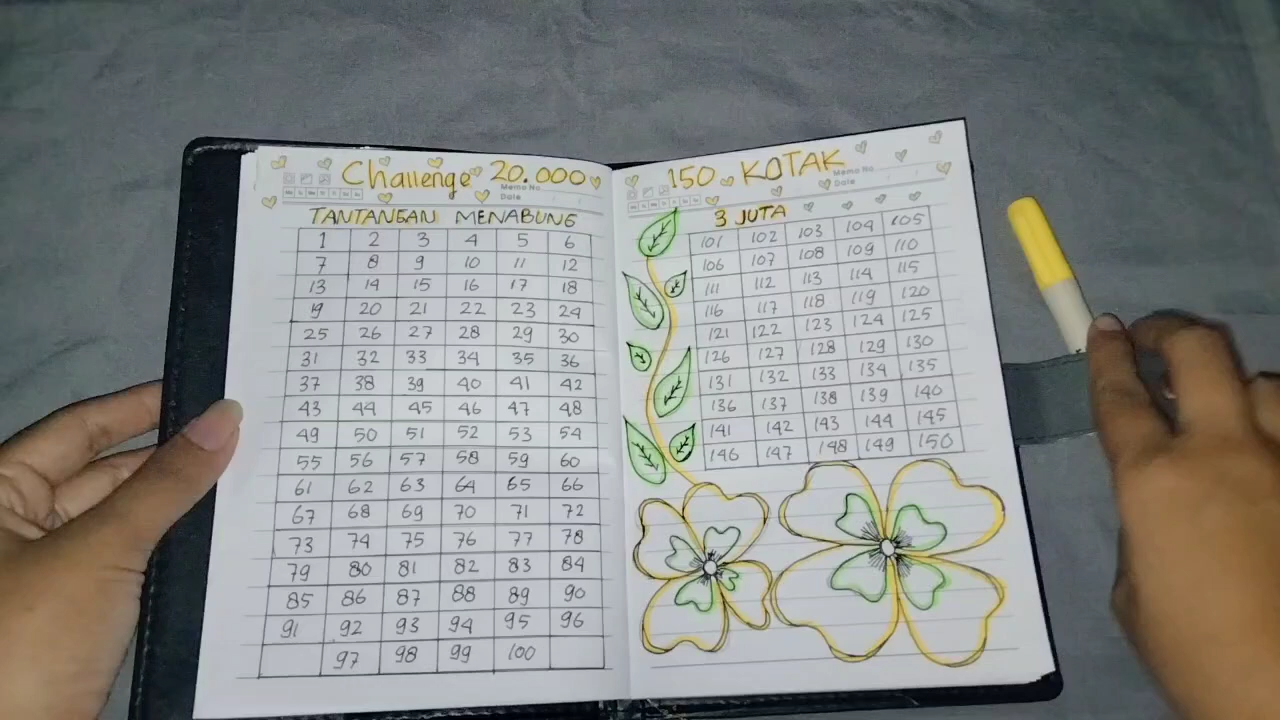 Challenge 20.000
Memo No.
Date
TANTANGAN MENABUNG
1 2 3 4 5 6
7 8 9 10 11 12
13 14 15 16 17 18
19 20 21 22 23 24
25 26 27 28 29 30
31 32 33 34 35 36
37 38 39 40 41 42
43 44 45 46 47 48
49 50 51 52 53 54
55 56 57 58 59 60
61 62 63 64 65 66
67 68 69 70 71 72
73 74 75 76 77 78
79 80 81 82 83 84
85 86 87 88 89 90
91 92 93 94 95 96
97 98 99 100
150 KOTAK
Memo No.
Date
3 JUTA
101 102 103 104 105
106 107 108 109 110
111 112 113 114 115
116 117 118 119 120
121 122 123 124 125
126 127 128 129 130
131 132 133 134 135
136 137 138 139 140
141 142 143 144 145
146 147 148 149 150